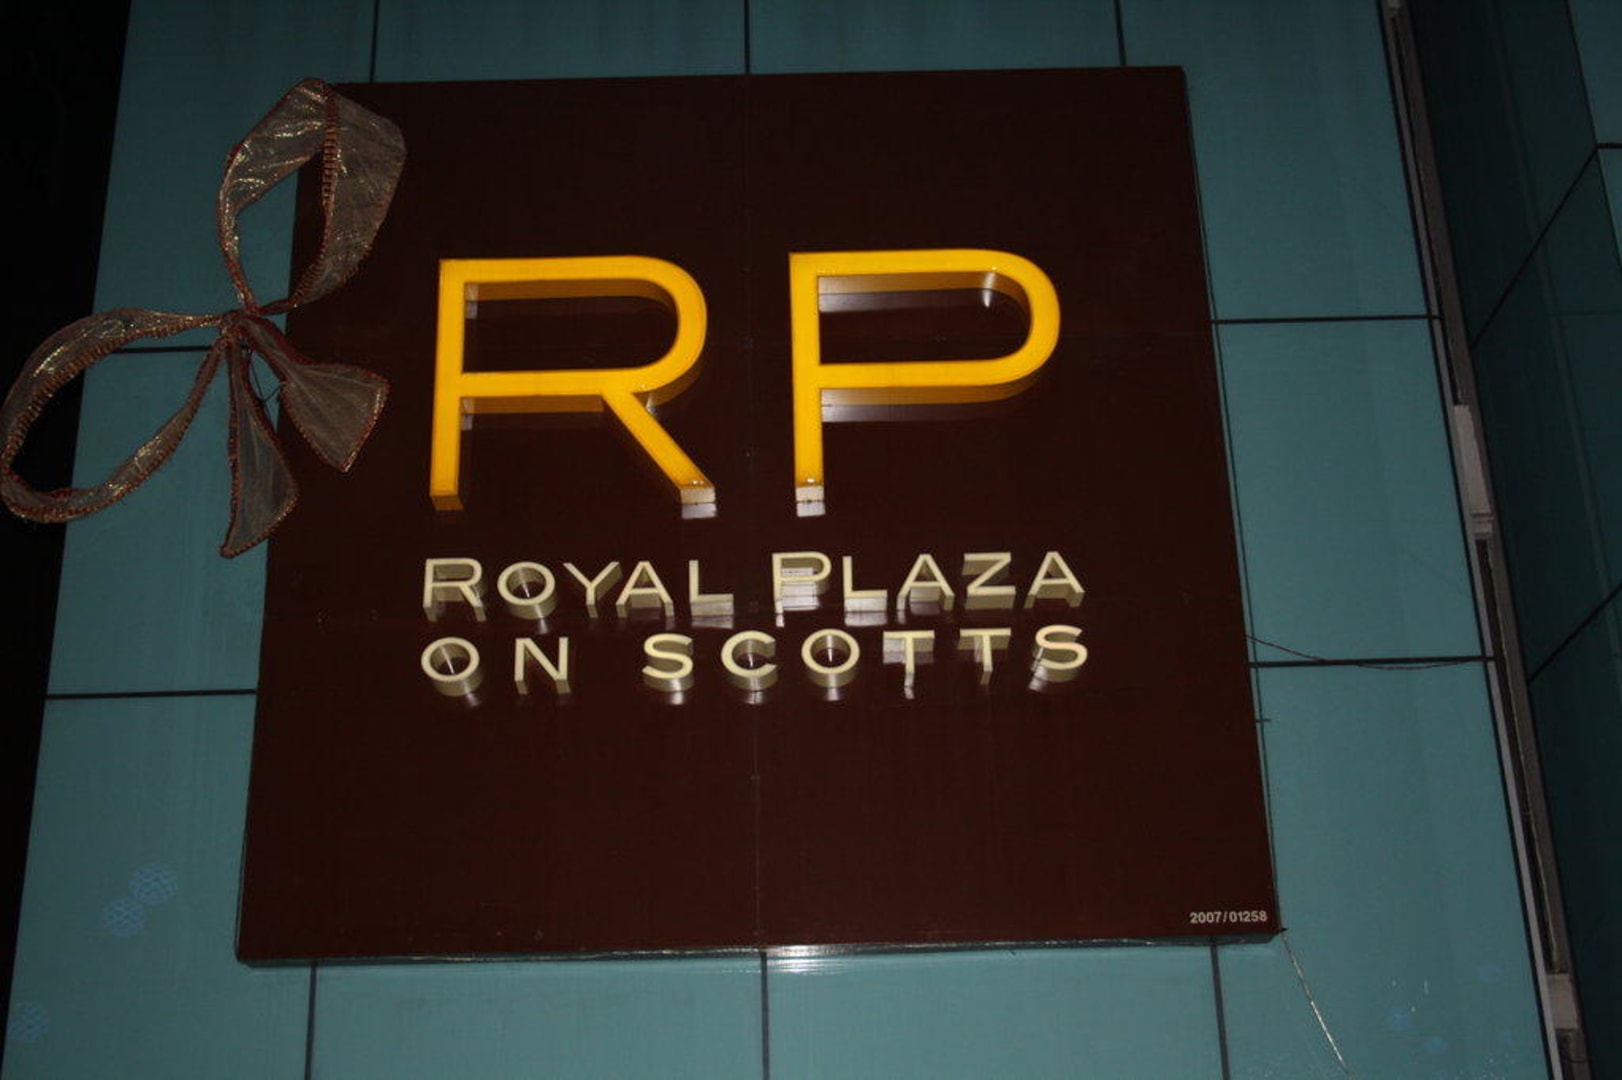 RP
ROYAL PLAZA
ON SCOTTS
2007/01258